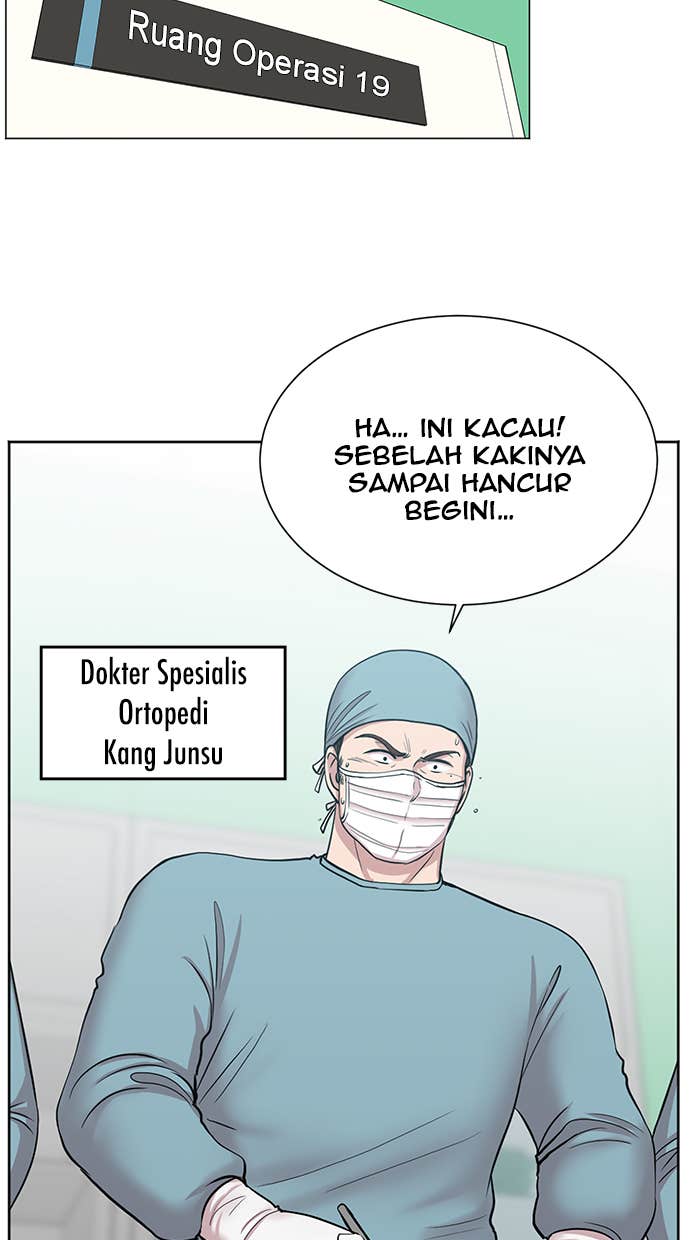 Ruang Operasi 19
HA... INI KACAU!
SEBELAH KAKINYA
SAMPAI HANCUR
BEGINI...
Dokter Spesialis
Ortopedi
Kang Junsu